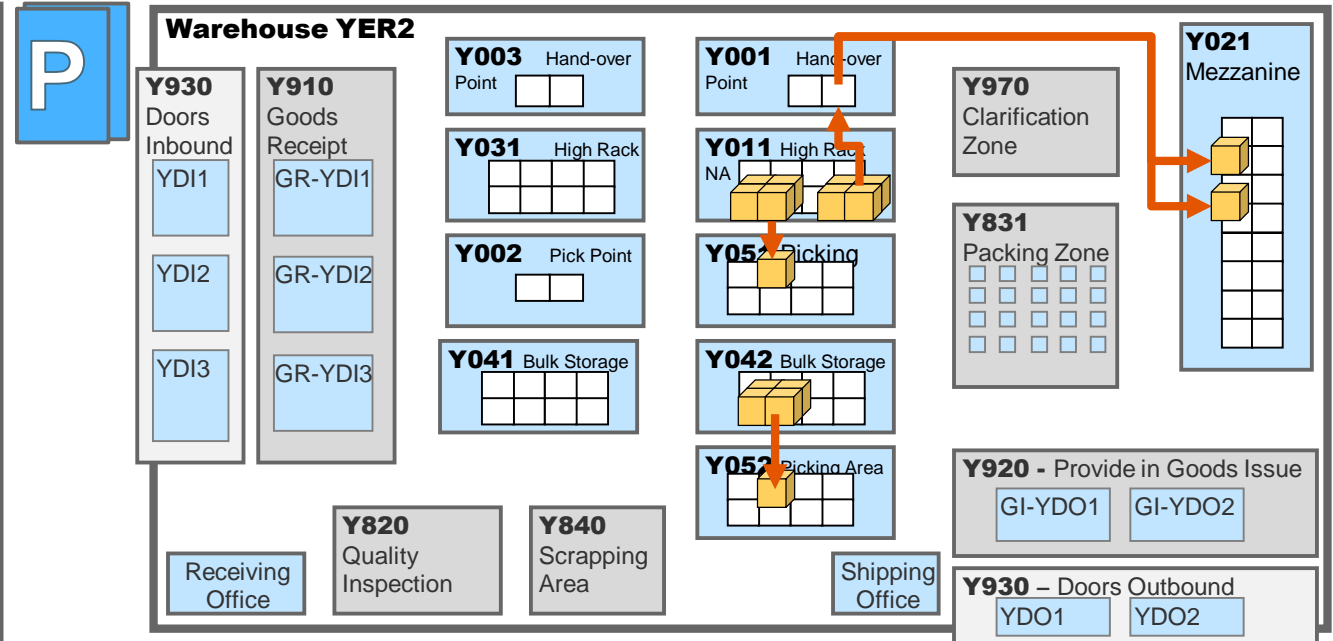 P
Warehouse YER2
Y930
Doors
Inbound
YDI1
YDI2
YDI3
Y910
Goods
Receipt
GR-YDI1
GR-YDI2
GR-YDI3
Y003 Hand-over
Point
Y031 High Rack
Y002 Pick Point
Y041 Bulk Storage
Y001 Hand-over
Point
Y011 High Rack
NA
Y051 Picking
Y042 Bulk Storage
Y052 Picking Area
Y970
Clarification
Zone
Y831
Packing Zone
Y021
Mezzanine
Y820
Quality
Inspection
Y840
Scrapping
Area
Receiving
Office
Shipping
Office
Y920 - Provide in Goods Issue
GI-YDO1 GI-YDO2
Y930 – Doors Outbound
YDO1 YDO2